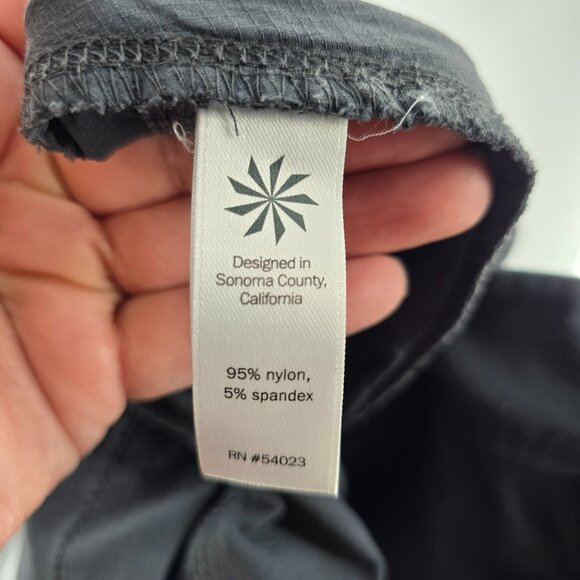 Designed in
Sonoma County,
California
95% nylon,
5% spandex
RN #54023